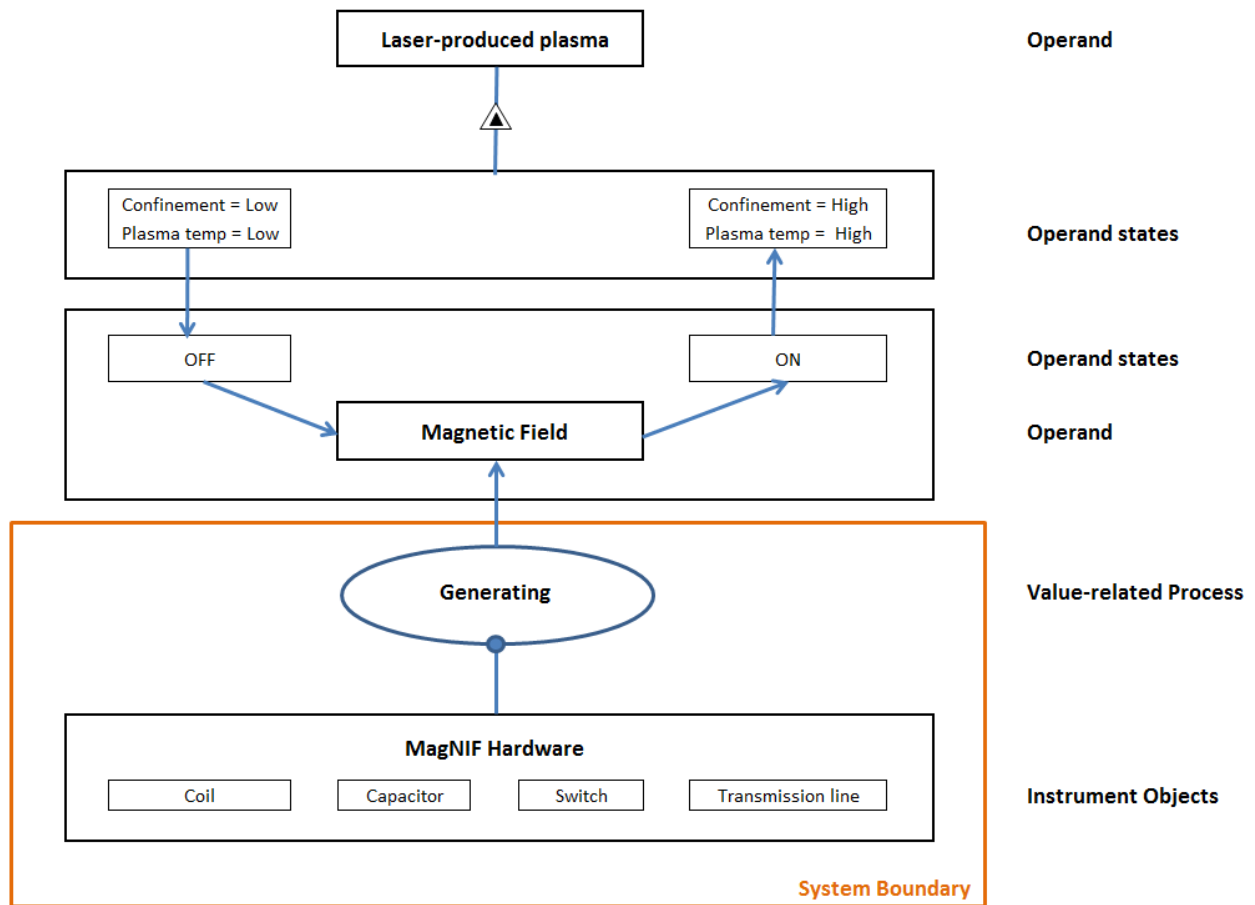 Laser-produced plasma
Operand
Confinement = Low
Plasma temp = Low
Confinement = High
Plasma temp =  High
Operand states
OFF
ON
Operand states
Magnetic Field
Operand
Generating
Value-related Process
MagNIF Hardware
Coil
Capacitor
Switch
Transmission line
Instrument Objects
System Boundary